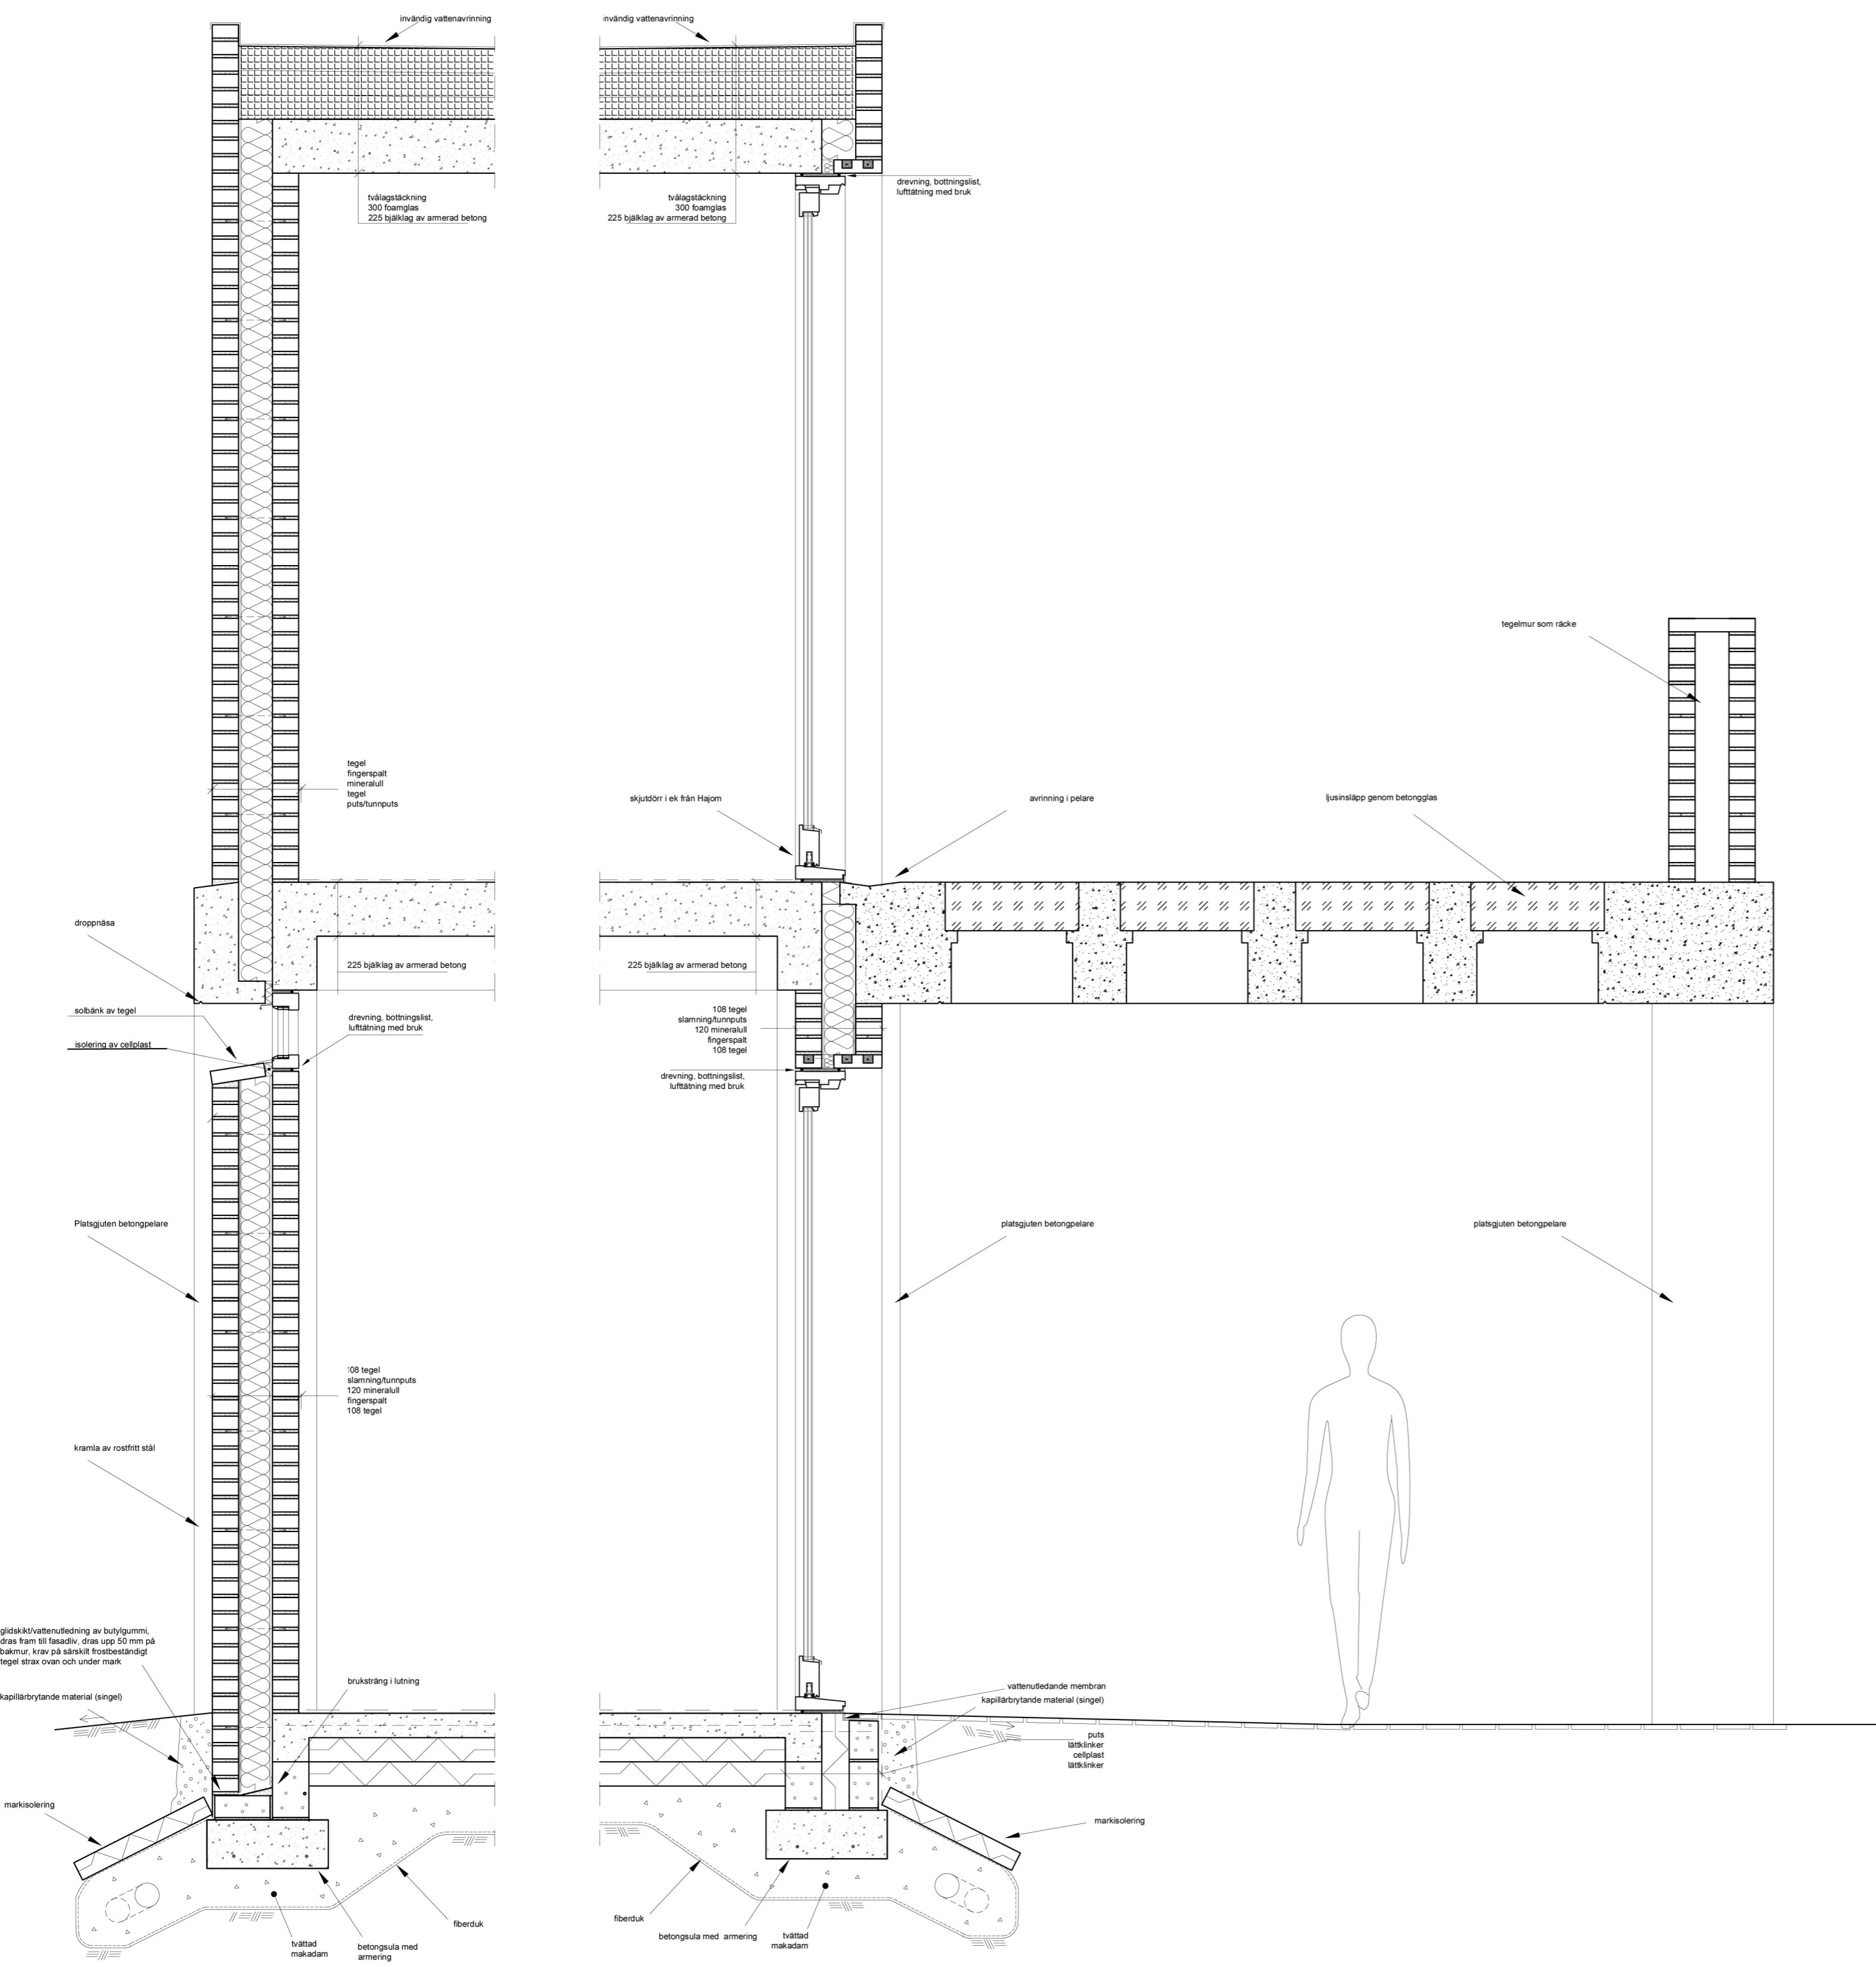 invändig vattenavrinning
nvändig vattenavrinning
drevning, bottningslist,
lufttätning med bruk
tvålagstäckning
300 foamglas
225 bjälklag av armerad betong
tvålagstäckning
300 foamglas
225 bjälklag av armerad betong
tegelmur som räcke
tegel
fingerspalt
mineralull
tegel
puts/tunnputs
skjutdörr i ek från Hajom
avrinning i pelare
ljusinsläpp genom betongglas
droppnäsa
225 bjälklag av armerad betong
225 bjälklag av armerad betong
solbänk av tegel
isolering av cellplast
drevning, bottningslist,
lufttätning med bruk
108 tegel
slamning/tunnputs
120 mineralull
fingerspalt
108 tegel
drevning, bottningslist,
lufttätning med bruk
Platsgjuten betongpelare
platsgjuten betongpelare
platsgjuten betongpelare
108 tegel
slamning/tunnputs
120 mineralull
fingerspalt
108 tegel
kramla av rostfritt stål
glidskikt/vattenutledning av butylgummi,
dras fram till fasadliv, dras upp 50 mm på
bakmur, krav på särskilt frostbeständigt
tegel strax ovan och under mark
bruksträng i lutning
kapillärbrytande material (singel)
vattenutledande membran
kapillärbrytande material (singel)
puts
lättklinker
cellplast
lättklinker
markisolering
markisolering
fiberduk
fiberduk
tvättad
makadam
betongsula med
armering
betongsula med armering
tvättad
makadam